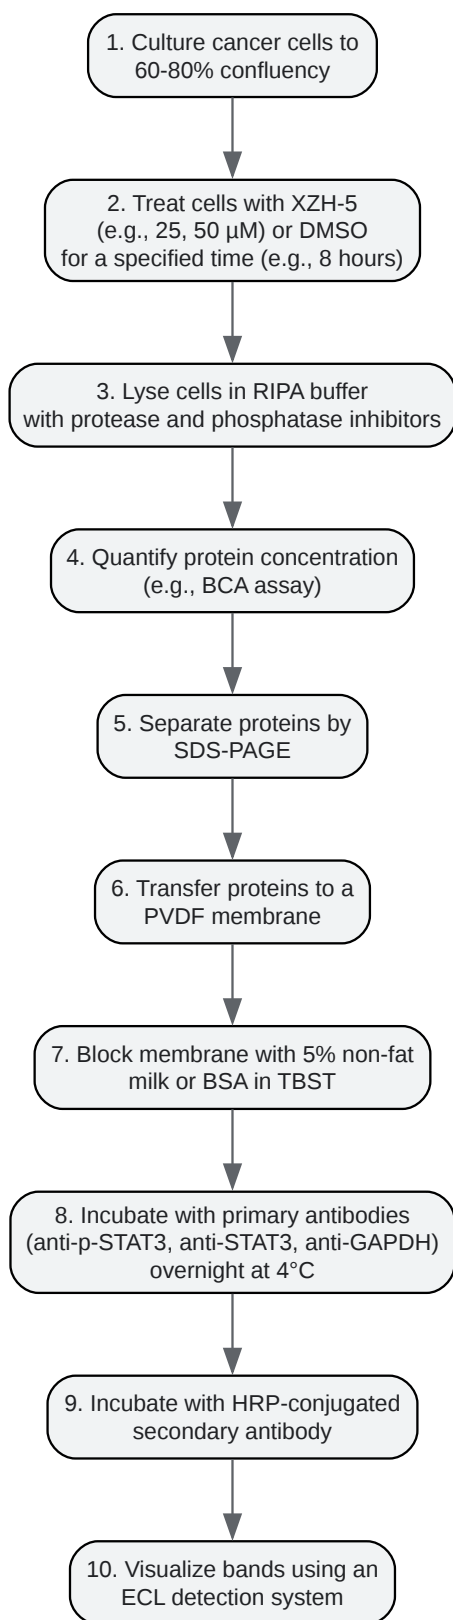 1. Culture cancer cells to
60-80% confluency
2. Treat cells with XZH-5
(e.g., 25, 50 µM) or DMSO
for a specified time (e.g., 8 hours)
3. Lyse cells in RIPA buffer
with protease and phosphatase inhibitors
4. Quantify protein concentration
(e.g., BCA assay)
5. Separate proteins by
SDS-PAGE
6. Transfer proteins to a
PVDF membrane
7. Block membrane with 5% non-fat
milk or BSA in TBST
8. Incubate with primary antibodies
(anti-p-STAT3, anti-STAT3, anti-GAPDH)
overnight at 4°C
9. Incubate with HRP-conjugated
secondary antibody
10. Visualize bands using an
ECL detection system